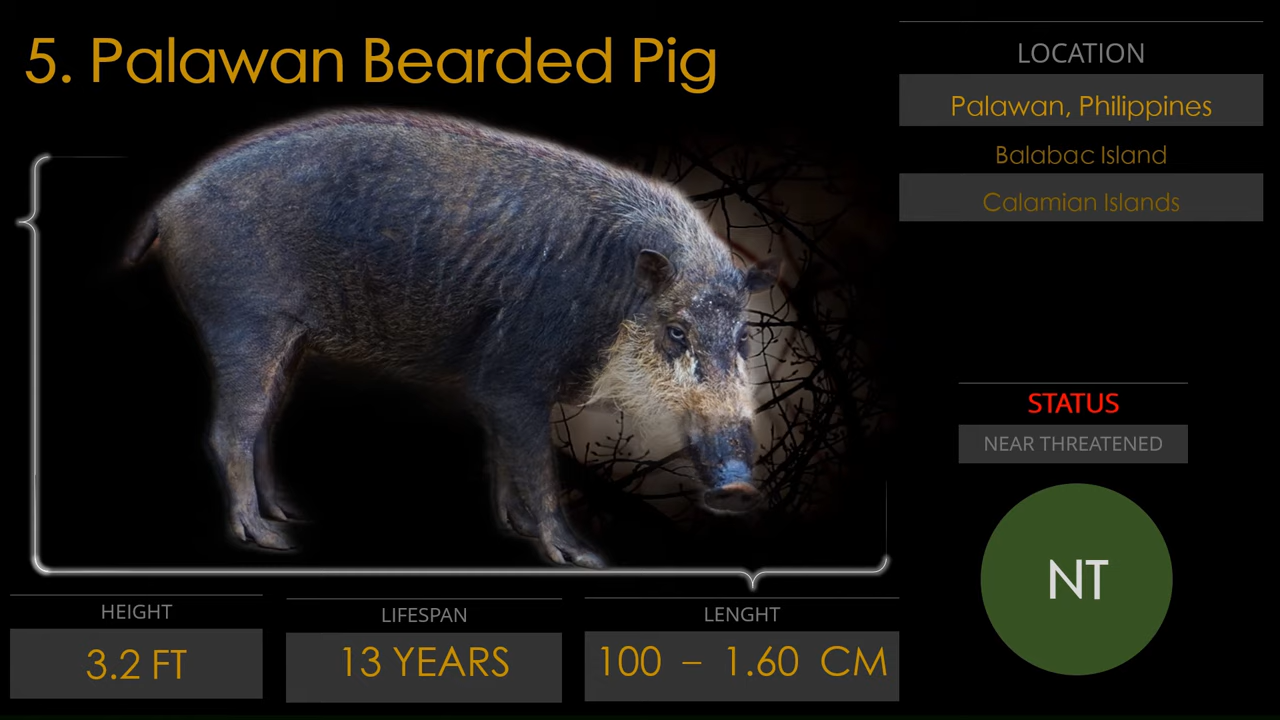 5. Palawan Bearded Pig
LOCATION
Palawan, Philippines
Balabac Island
Calamian Islands
STATUS
NEAR THREATENED
NT
HEIGHT
3.2 FT
LIFESPAN
13 YEARS
LENGHT
100 – 1.60 CM